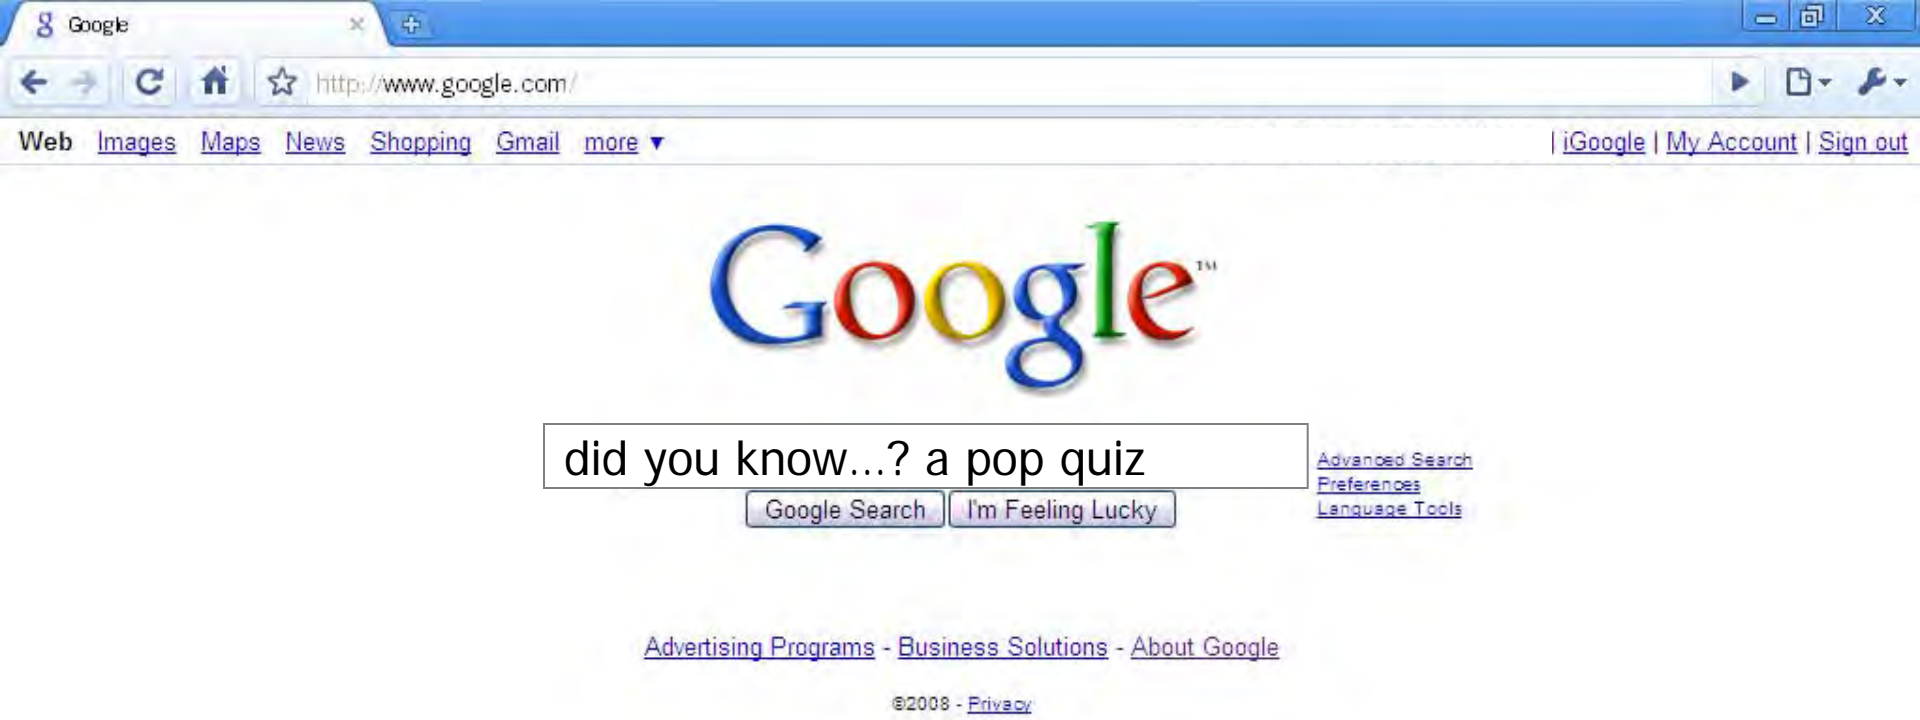 Google
http://www.google.com/
Web Images Maps News Shopping Gmail more ▼ | iGoogle | My Account | Sign out
Google™
did you know...? a pop quiz
Advanced Search
Preferences
Language Tools
Google Search I'm Feeling Lucky
Advertising Programs - Business Solutions - About Google
©2008 - Privacy